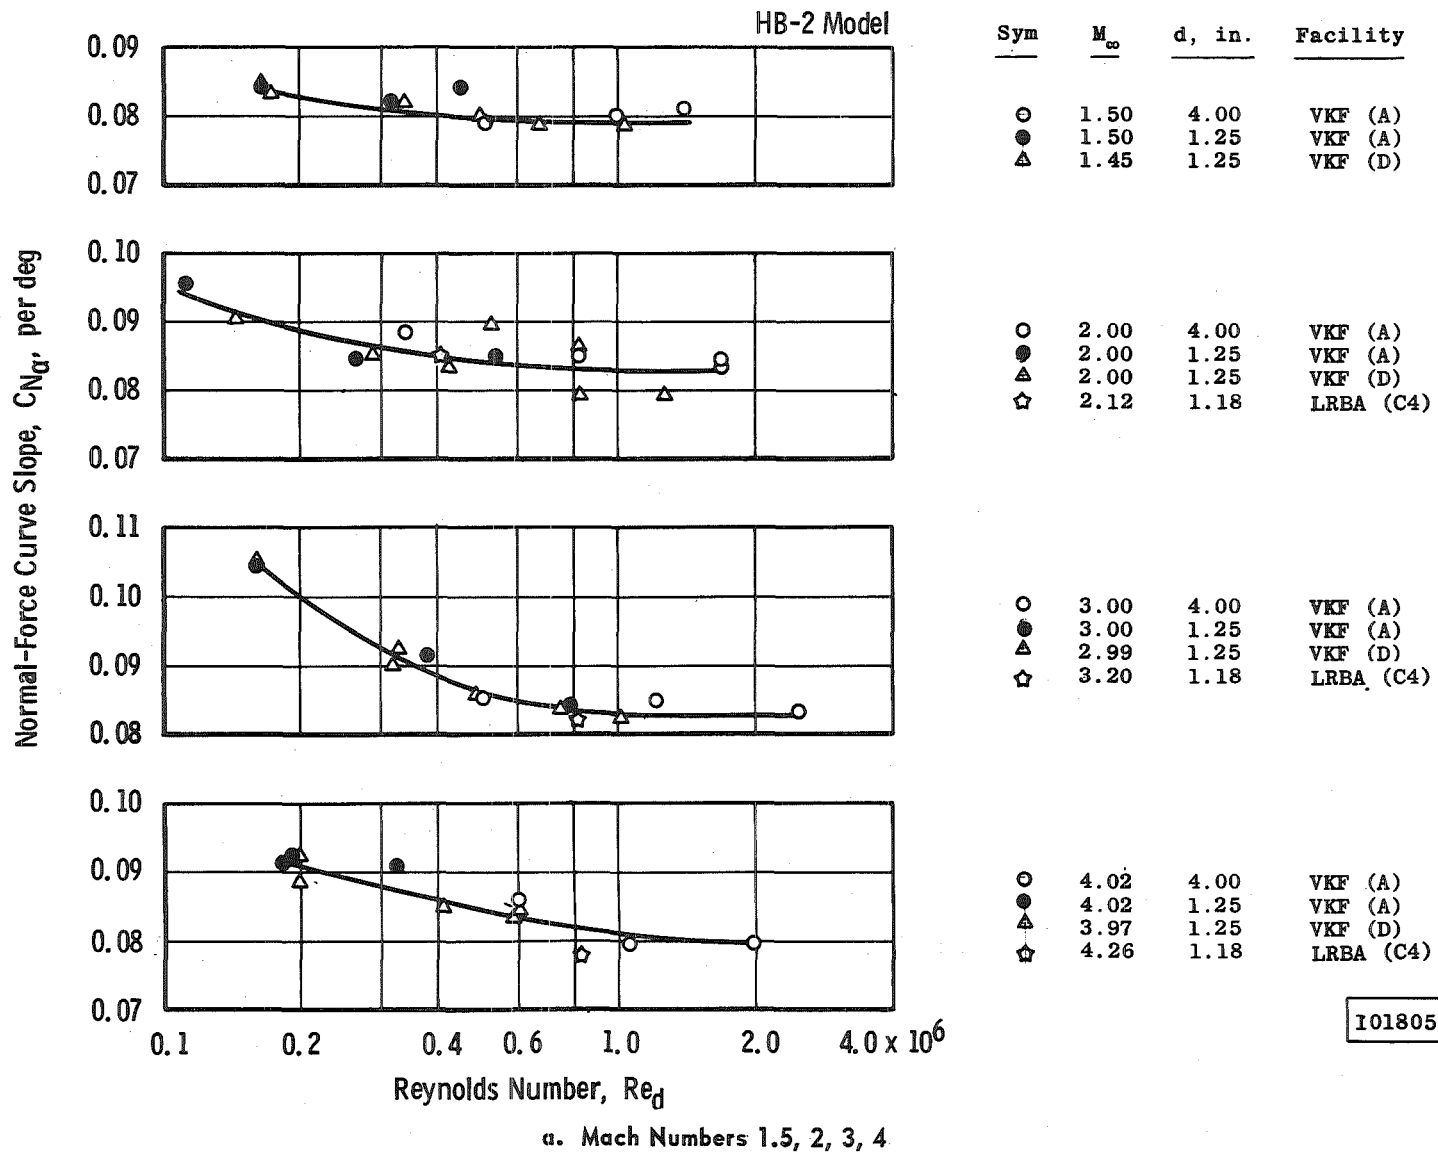 HB-2 Model
Sym M∞ d, in. Facility
0.09
0.08
0.07
1.50 4.00 VKF (A)
1.50 1.25 VKF (A)
1.45 1.25 VKF (D)
0.10
0.09
0.08
0.07
2.00 4.00 VKF (A)
2.00 1.25 VKF (A)
2.00 1.25 VKF (D)
2.12 1.18 LRBA (C4)
Normal-Force Curve Slope, CNα, per deg
0.11
0.10
0.09
0.08
3.00 4.00 VKF (A)
3.00 1.25 VKF (A)
2.99 1.25 VKF (D)
3.20 1.18 LRBA (C4)
0.10
0.09
0.08
0.07
4.02 4.00 VKF (A)
4.02 1.25 VKF (A)
3.97 1.25 VKF (D)
4.26 1.18 LRBA (C4)
I01805
0.1 0.2 0.4 0.6 1.0 2.0 4.0 x 10⁶
Reynolds Number, Red
a. Mach Numbers 1.5, 2, 3, 4